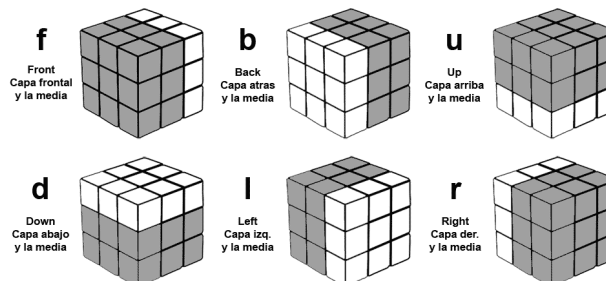 f
Front
Capa frontal
y la media
b
Back
Capa atras
y la media
u
Up
Capa arriba
y la media
d
Down
Capa abajo
y la media
l
Left
Capa izq.
y la media
r
Right
Capa der.
y la media